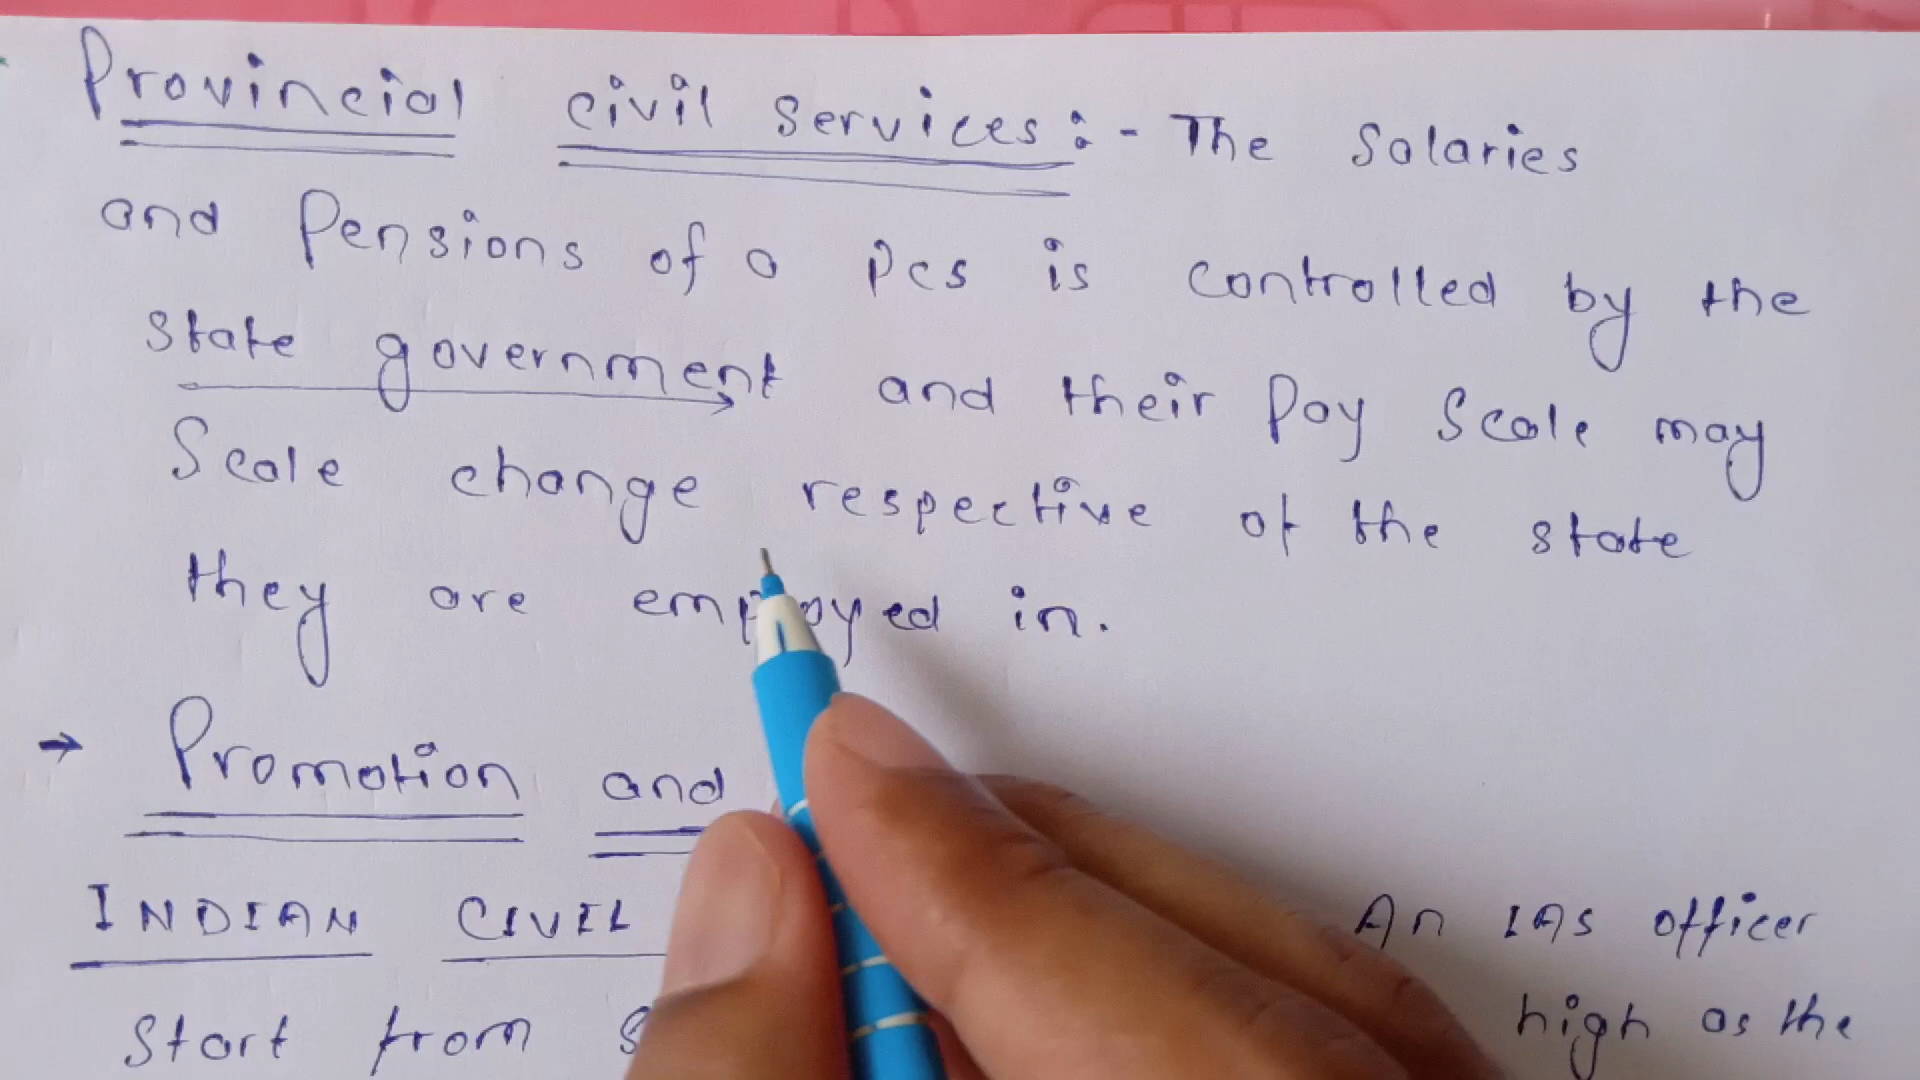 Provincial civil services:- The Salaries
and Pensions of a Pcs is controlled by the
State government and their Pay Scale may
Scale change respective of the state
they are employed in.
→ Promotion and
INDIAN CIVIL An IAS officer
Start from high as the